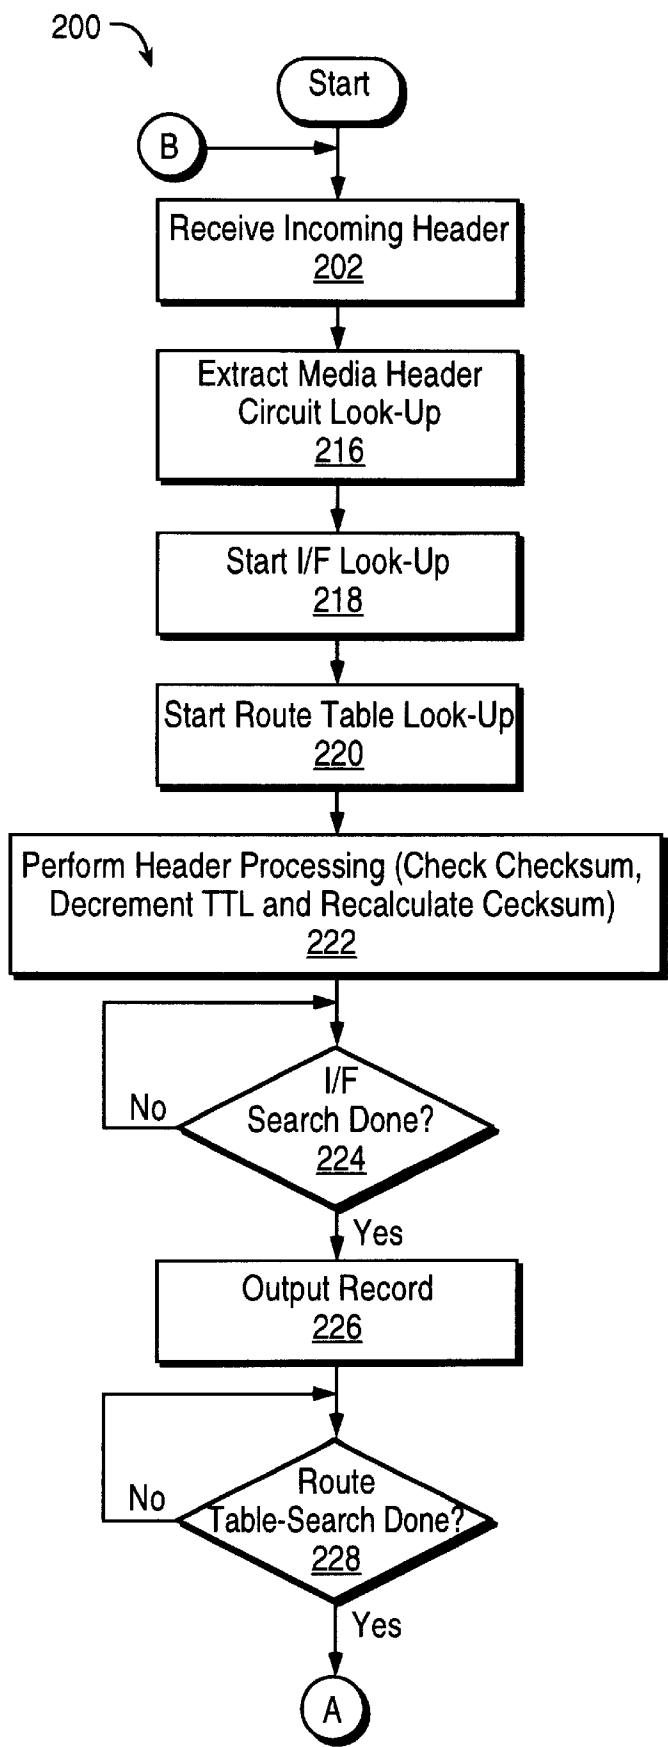 200
Start
B
Receive Incoming Header
202
Extract Media Header
Circuit Look-Up
216
Start I/F Look-Up
218
Start Route Table Look-Up
220
Perform Header Processing (Check Checksum,
Decrement TTL and Recalculate Cecksum)
222
I/F
Search Done?
224
No
Yes
Output Record
226
Route
Table-Search Done?
228
No
Yes
A